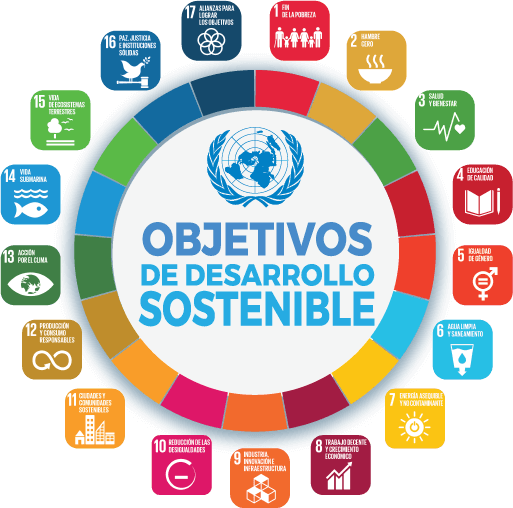 OBJETIVOS
DE DESARROLLO
SOSTENIBLE
1 FIN
DE LA POBREZA
2 HAMBRE
CERO
3 SALUD
Y BIENESTAR
4 EDUCACIÓN
DE CALIDAD
5 IGUALDAD
DE GÉNERO
6 AGUA LIMPIA
Y SANEAMIENTO
7 ENERGÍA ASEQUIBLE
Y NO CONTAMINANTE
8 TRABAJO DECENTE
Y CRECIMIENTO
ECONÓMICO
9 INDUSTRIA,
INNOVACIÓN E
INFRAESTRUCTURA
10 REDUCCIÓN DE LAS
DESIGUALDADES
11 CIUDADES Y
COMUNIDADES
SOSTENIBLES
12 PRODUCCIÓN
Y CONSUMO
RESPONSABLES
13 ACCIÓN
POR EL CLIMA
14 VIDA
SUBMARINA
15 VIDA
DE ECOSISTEMAS
TERRESTRES
16 PAZ, JUSTICIA
E INSTITUCIONES
SÓLIDAS
17 ALIANZAS PARA
LOGRAR
LOS OBJETIVOS